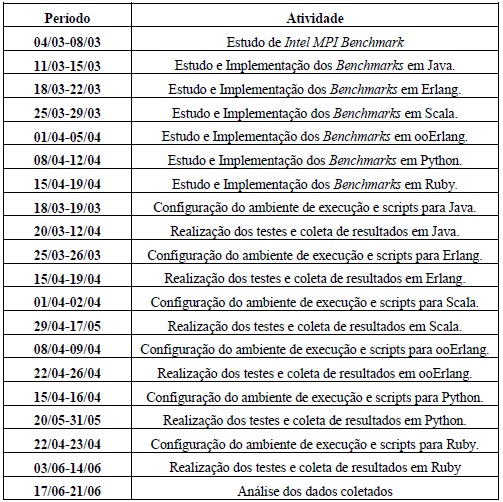 Período Atividade
04/03-08/03 Estudo de Intel MPI Benchmark
11/03-15/03 Estudo e Implementação dos Benchmarks em Java.
18/03-22/03 Estudo e Implementação dos Benchmarks em Erlang.
25/03-29/03 Estudo e Implementação dos Benchmarks em Scala.
01/04-05/04 Estudo e Implementação dos Benchmarks em ooErlang.
08/04-12/04 Estudo e Implementação dos Benchmarks em Python.
15/04-19/04 Estudo e Implementação dos Benchmarks em Ruby.
18/03-19/03 Configuração do ambiente de execução e scripts para Java.
20/03-12/04 Realização dos testes e coleta de resultados em Java.
25/03-26/03 Configuração do ambiente de execução e scripts para Erlang.
15/04-19/04 Realização dos testes e coleta de resultados em Erlang.
01/04-02/04 Configuração do ambiente de execução e scripts para Scala.
29/04-17/05 Realização dos testes e coleta de resultados em Scala.
08/04-09/04 Configuração do ambiente de execução e scripts para ooErlang.
22/04-26/04 Realização dos testes e coleta de resultados em ooErlang.
15/04-16/04 Configuração do ambiente de execução e scripts para Python.
20/05-31/05 Realização dos testes e coleta de resultados em Python.
22/04-23/04 Configuração do ambiente de execução e scripts para Ruby.
03/06-14/06 Realização dos testes e coleta de resultados em Ruby
17/06-21/06 Análise dos dados coletados